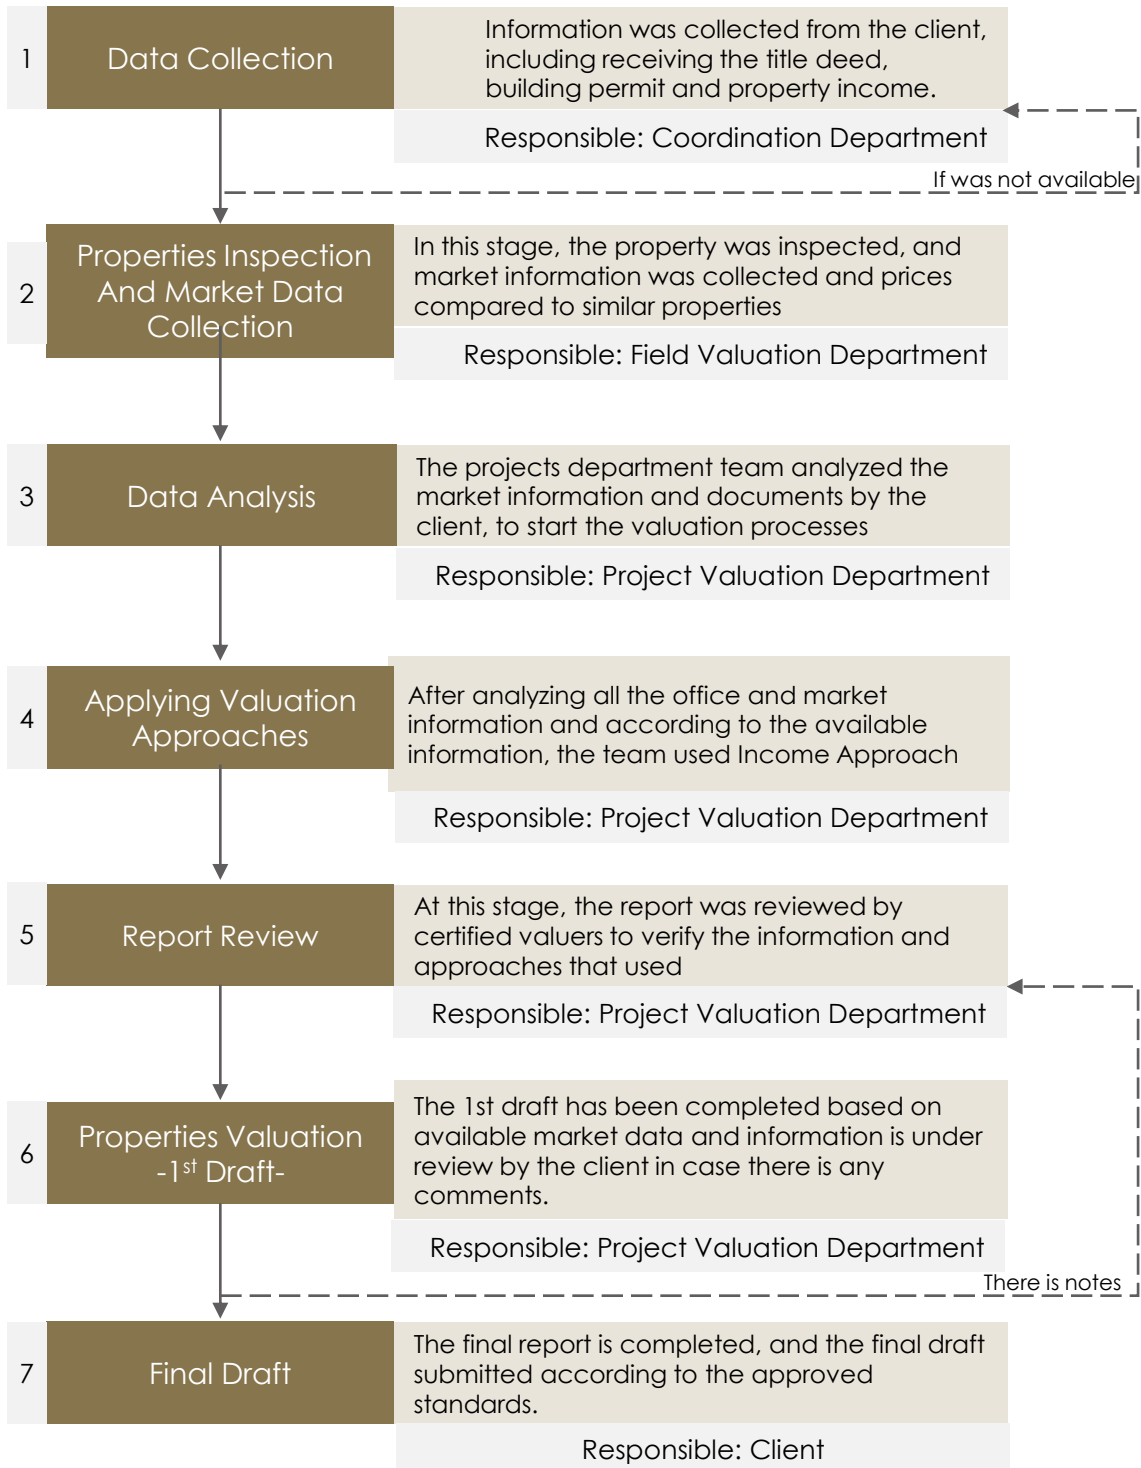 1
Data Collection
Information was collected from the client,
including receiving the title deed,
building permit and property income.
Responsible: Coordination Department
If was not available
2
Properties Inspection
And Market Data
Collection
In this stage, the property was inspected, and
market information was collected and prices
compared to similar properties
Responsible: Field Valuation Department
3
Data Analysis
The projects department team analyzed the
market information and documents by the
client, to start the valuation processes
Responsible: Project Valuation Department
4
Applying Valuation
Approaches
After analyzing all the office and market
information and according to the available
information, the team used Income Approach
Responsible: Project Valuation Department
5
Report Review
At this stage, the report was reviewed by
certified valuers to verify the information and
approaches that used
Responsible: Project Valuation Department
6
Properties Valuation
-1st Draft-
The 1st draft has been completed based on
available market data and information is under
review by the client in case there is any
comments.
Responsible: Project Valuation Department
There is notes
7
Final Draft
The final report is completed, and the final draft
submitted according to the approved
standards.
Responsible: Client